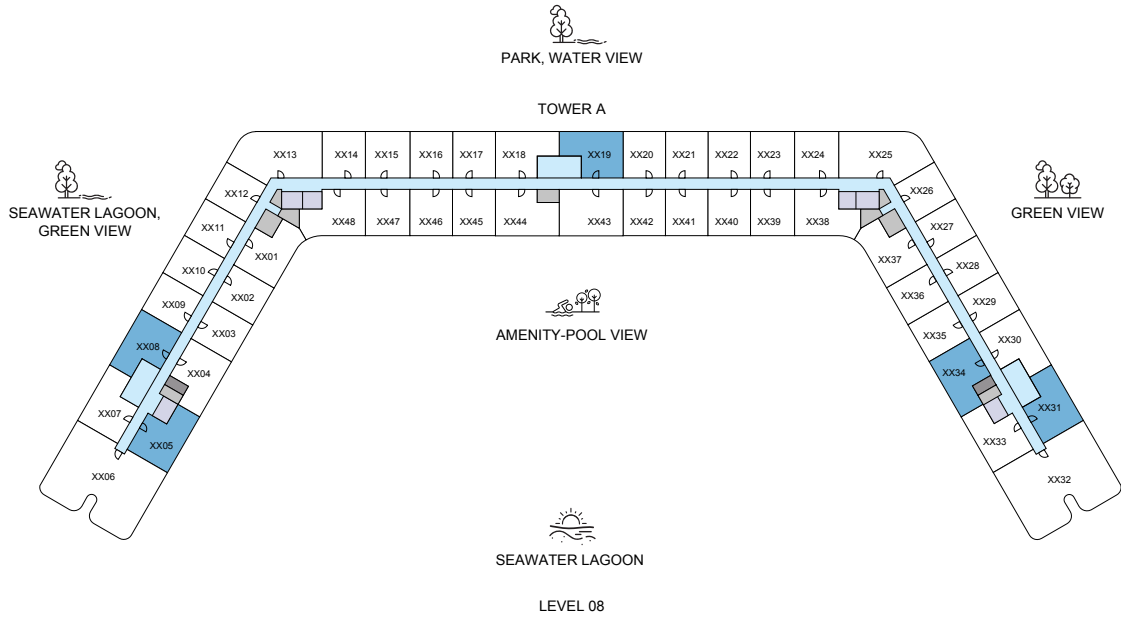 PARK, WATER VIEW
TOWER A
XX13 XX14 XX15 XX16 XX17 XX18 XX19 XX20 XX21 XX22 XX23 XX24 XX25
SEAWATER LAGOON,
GREEN VIEW
GREEN VIEW
XX12
XX26
XX48 XX47 XX46 XX45 XX44 XX43 XX42 XX41 XX40 XX39 XX38
XX11
XX27
XX01
XX37
XX10
XX28
XX02
XX36
XX09
XX29
XX03
XX35
AMENITY-POOL VIEW
XX30
XX08
XX04
XX34
XX07
XX31
XX05
XX33
XX06
XX32
SEAWATER LAGOON
LEVEL 08